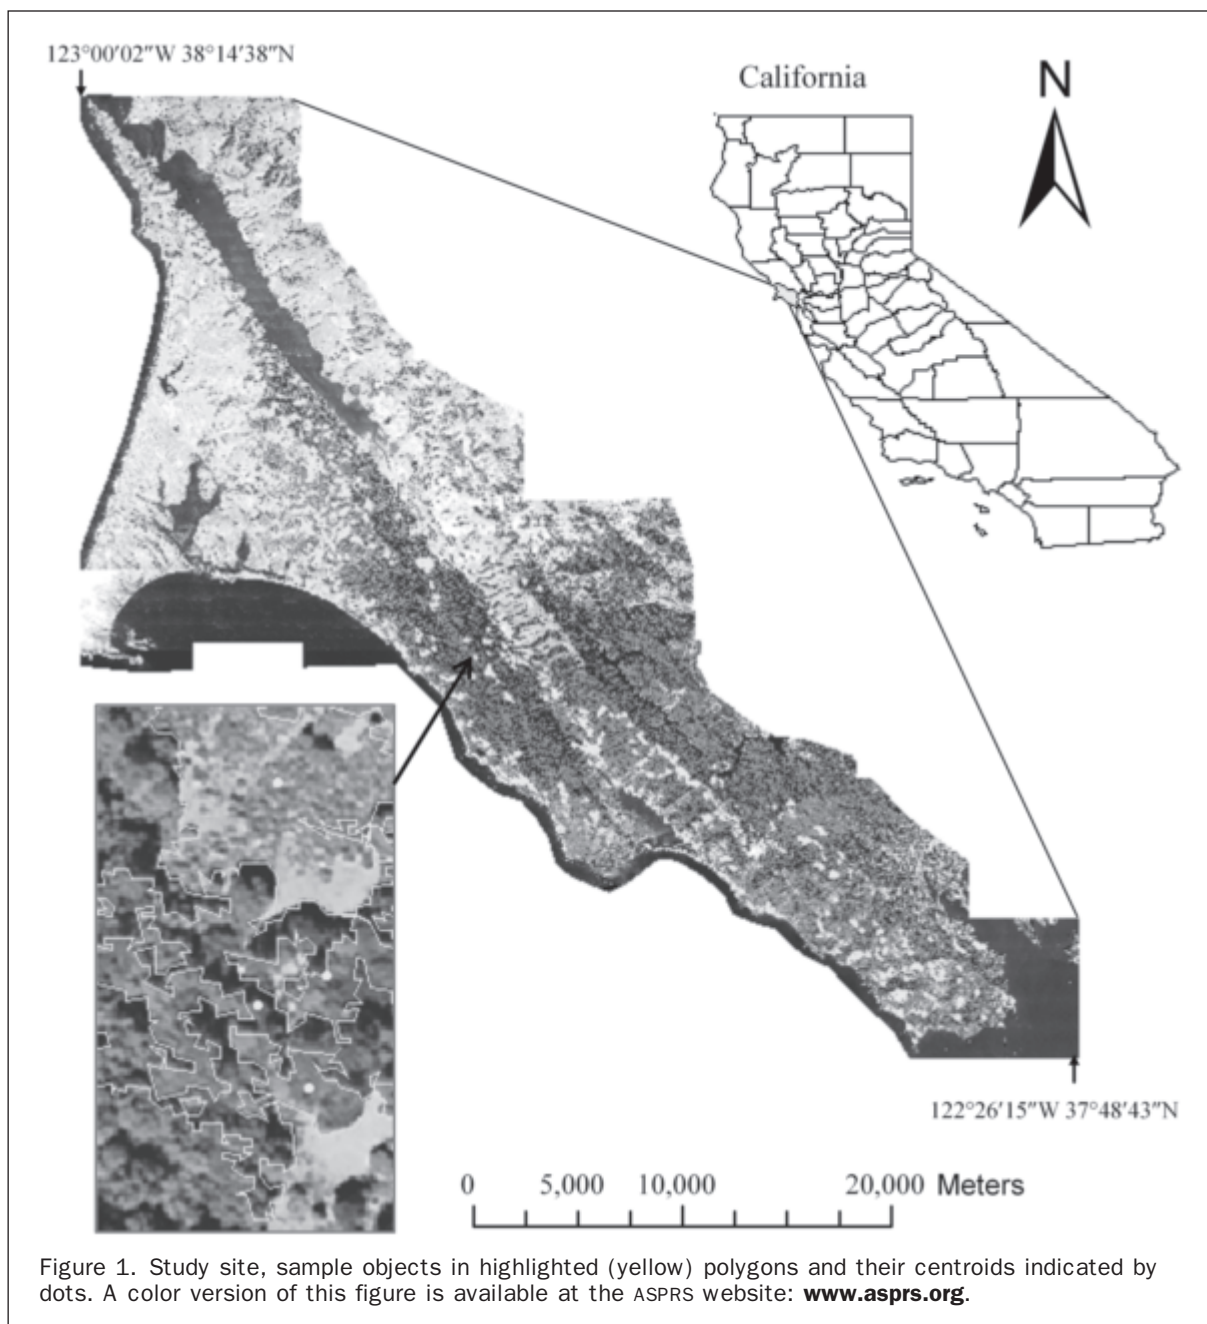 123°00′02″W 38°14′38″N
California
N
122°26′15″W 37°48′43″N
0 5,000 10,000 20,000 Meters
Figure 1. Study site, sample objects in highlighted (yellow) polygons and their centroids indicated by
dots. A color version of this figure is available at the ASPRS website: www.asprs.org.